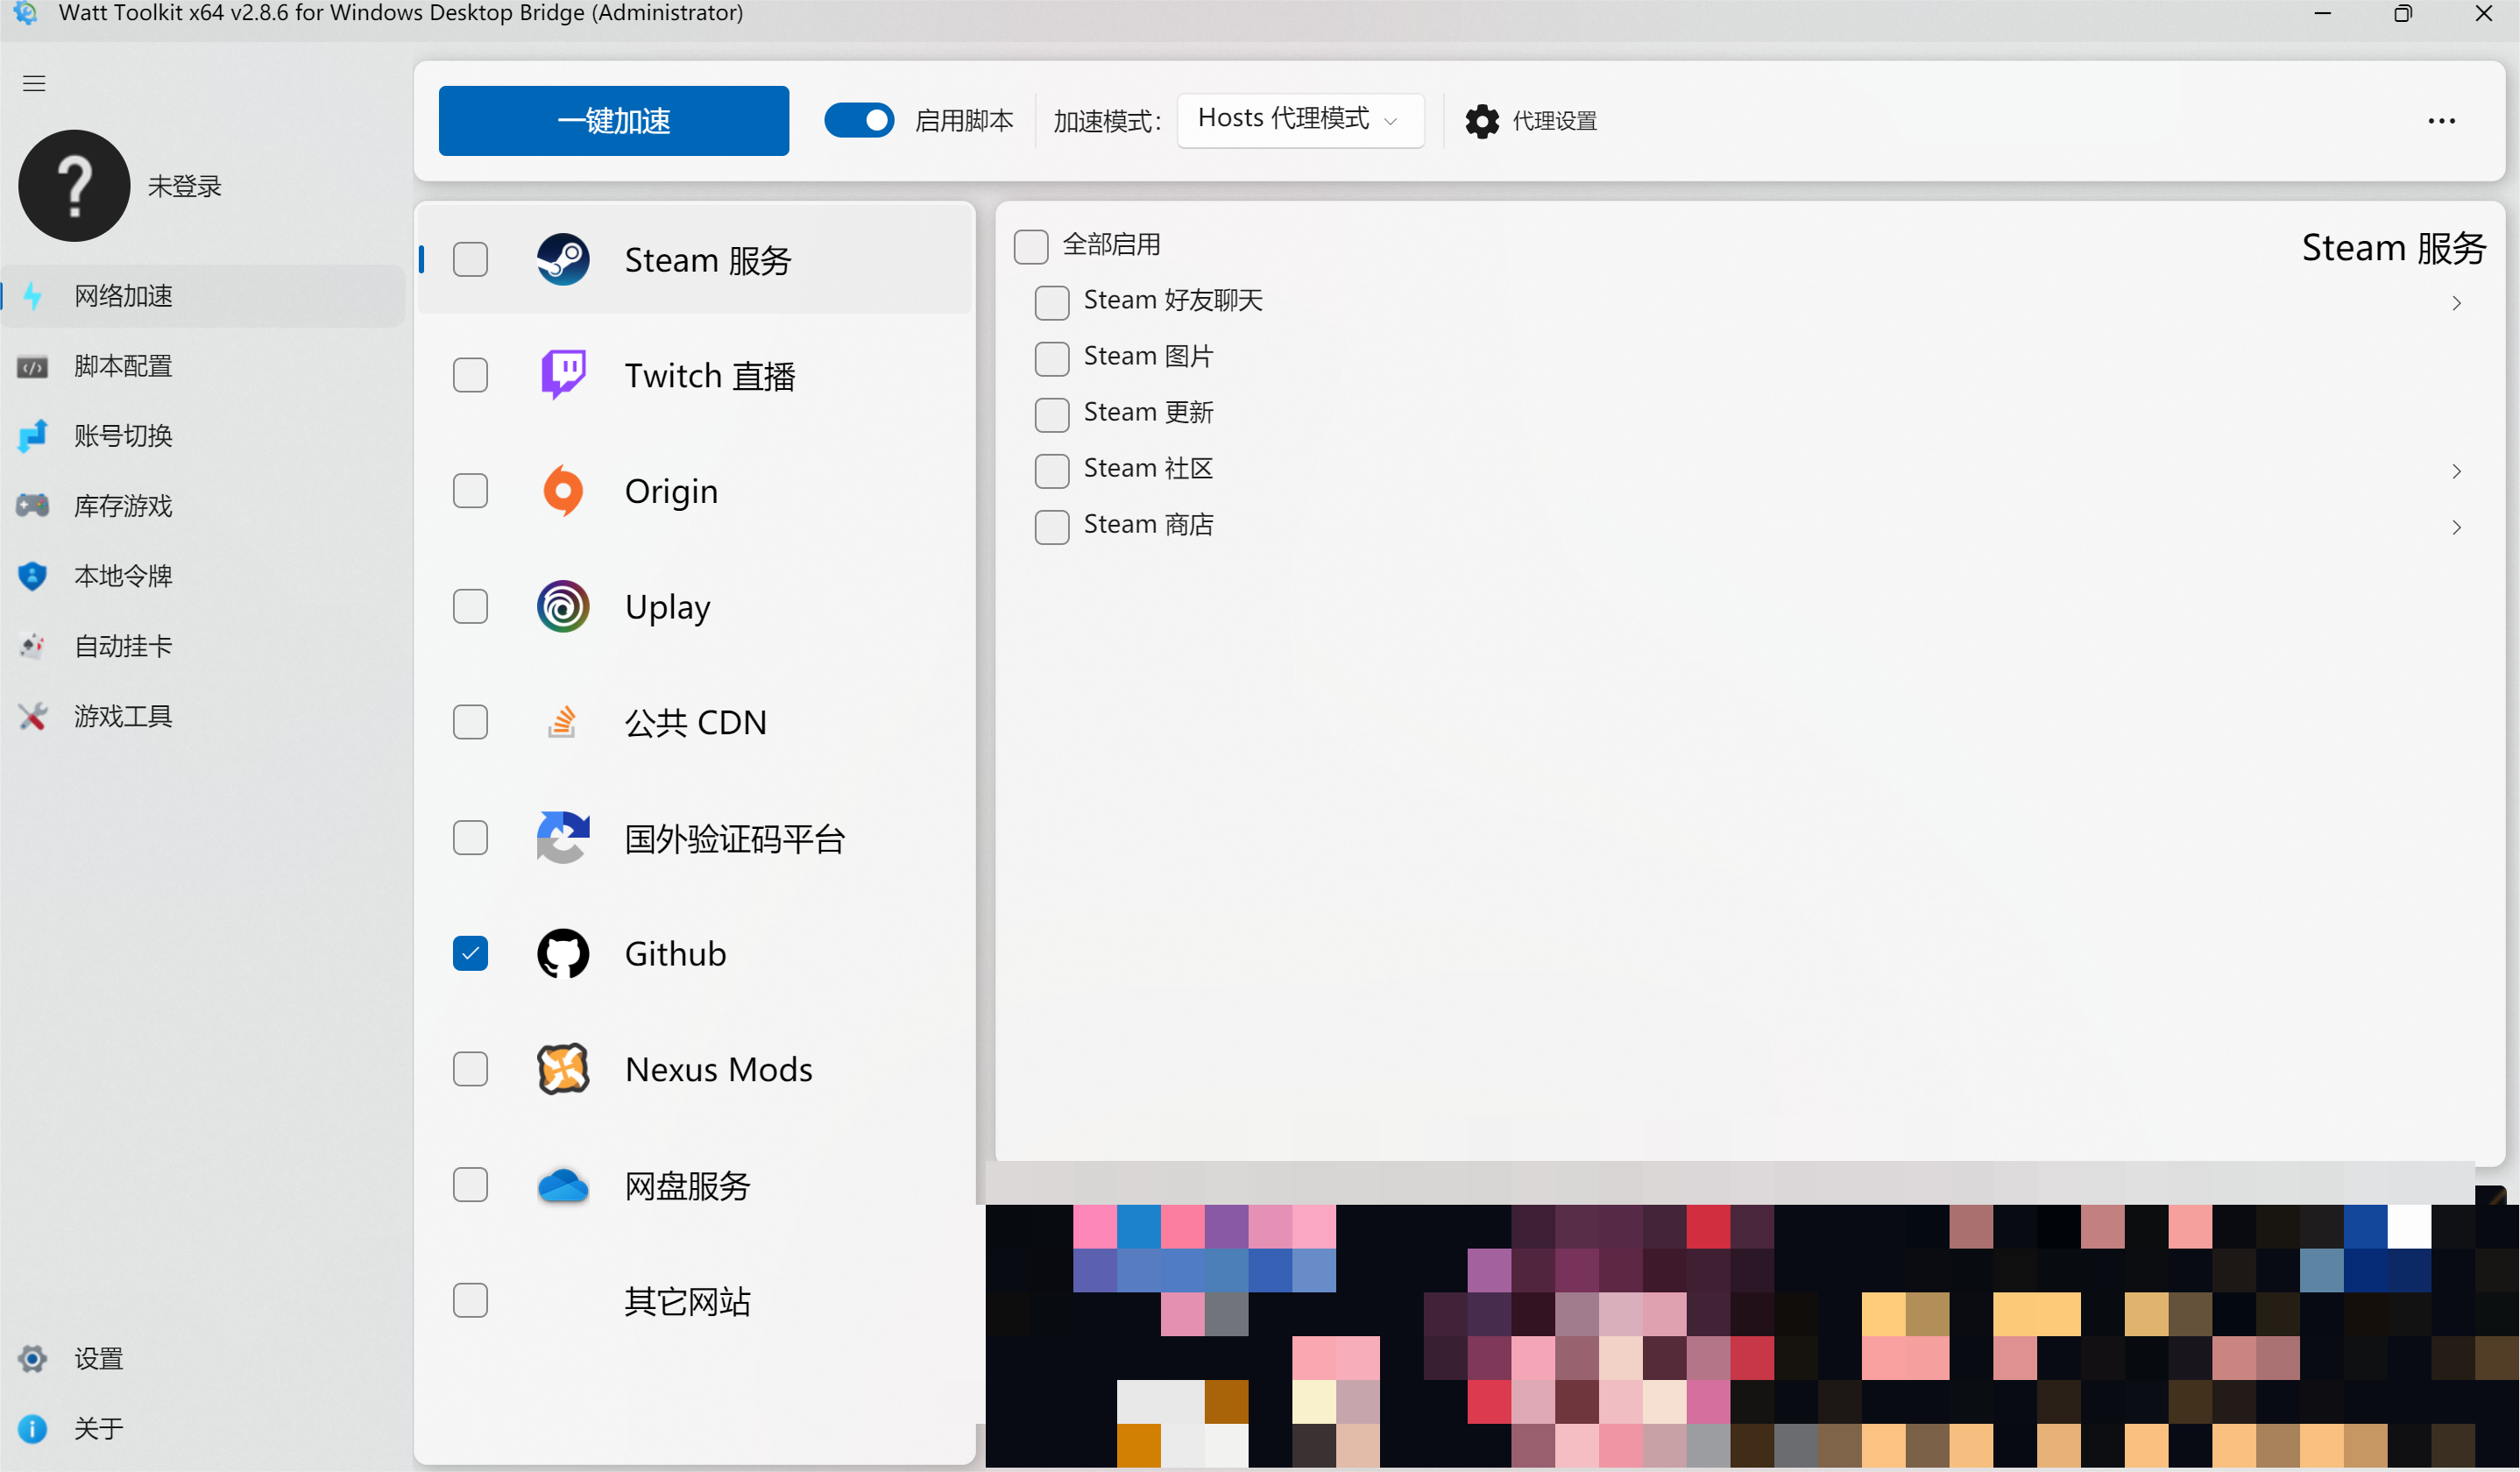 Watt Toolkit x64 v2.8.6 for Windows Desktop Bridge (Administrator)
未登录
网络加速
脚本配置
账号切换
库存游戏
本地令牌
自动挂卡
游戏工具
设置
关于
一键加速
启用脚本
加速模式：
Hosts 代理模式
代理设置
Steam 服务
Twitch 直播
Origin
Uplay
公共 CDN
国外验证码平台
Github
Nexus Mods
网盘服务
其它网站
全部启用
Steam 服务
Steam 好友聊天
Steam 图片
Steam 更新
Steam 社区
Steam 商店